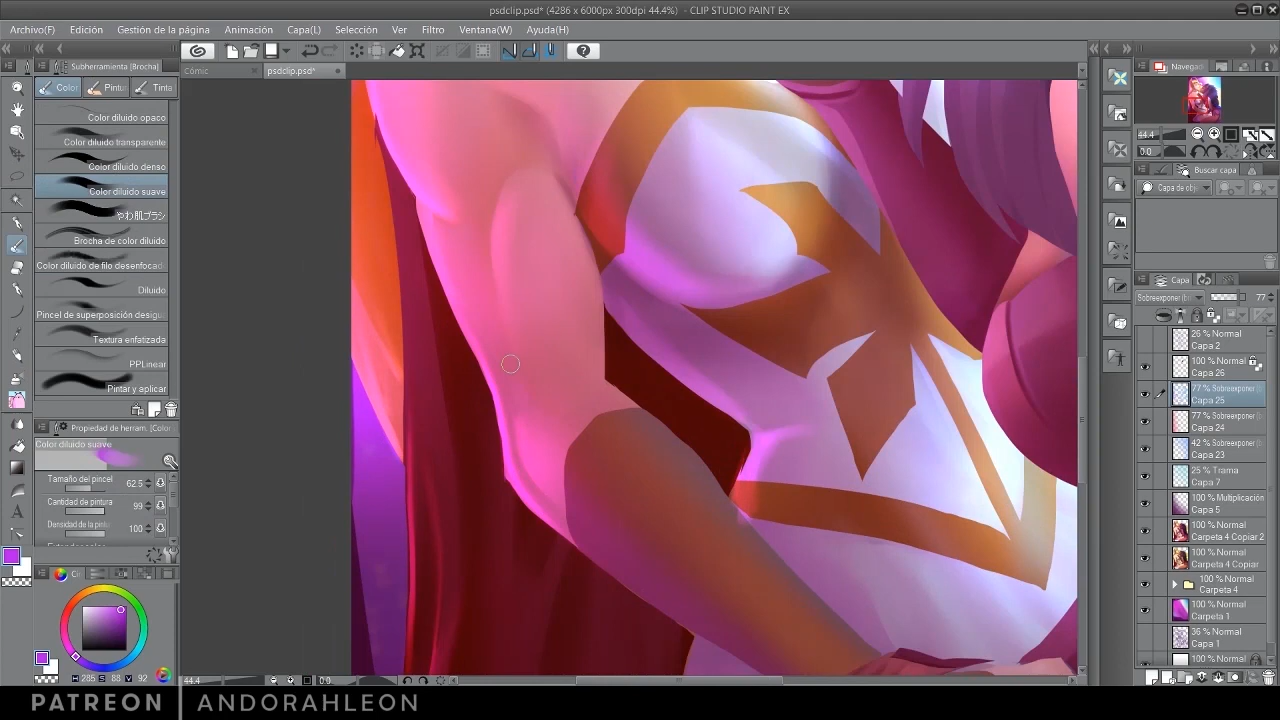 psdclip.psd* (4286 x 6000px 300dpi 44.4%) - CLIP STUDIO PAINT EX
Archivo(F) Edición Gestión de la página Animación Capa(L) Selección Ver Filtro Ventana (W) Ayuda(H)
Subherramienta [Brocha]
Cómic psdclip.psd*
Color Pintu Tinta
Color diluido opaco
Color diluido transparente
Color diluido denso
Color diluido suave
やわ肌ブラシ
Brocha de color diluido
Color diluido de filo desenfocad
Diluido
Pincel de superposición desigu
Textura enfatizada
PPLinear
Pintar y aplicar
Propiedad de herram. [Color
Color diluido suave
Tamaño del pincel 62.5
Cantidad de pintura 99
Densidad de la pintu 100
H 285 S 88 V 92
44.4 0.0
Navegad
44.4
0.0
Buscar capa
Capa de obj
Capa
Sobreexponer (b 77
26 % Normal
Capa 2
100 % Normal
Capa 26
77 % Sobreexponer (
Capa 25
77 % Sobreexponer (
Capa 24
42 % Sobreexponer (
Capa 23
25 % Trama
Capa 7
100 % Multiplicación
Capa 5
100 % Normal
Carpeta 4 Copiar 2
100 % Normal
Carpeta 4 Copiar
100 % Normal
Carpeta 4
100 % Normal
Carpeta 1
36 % Normal
Capa 1
100 % Normal
PATREON | ANDORAHLEON